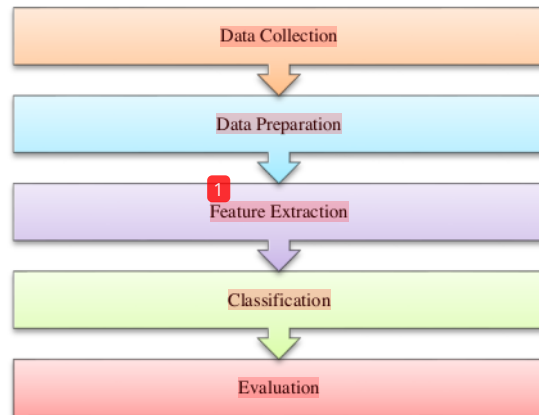 Data Collection
Data Preparation
1
Feature Extraction
Classification
Evaluation